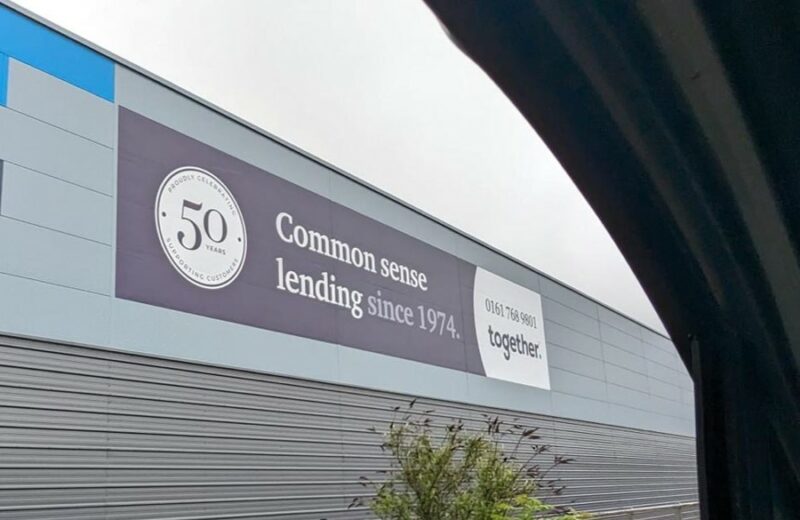 PROUDLY CELEBRATING
50
YEARS
SUPPORTING CUSTOMERS
Common sense
lending since 1974.
0161 768 9801
together.